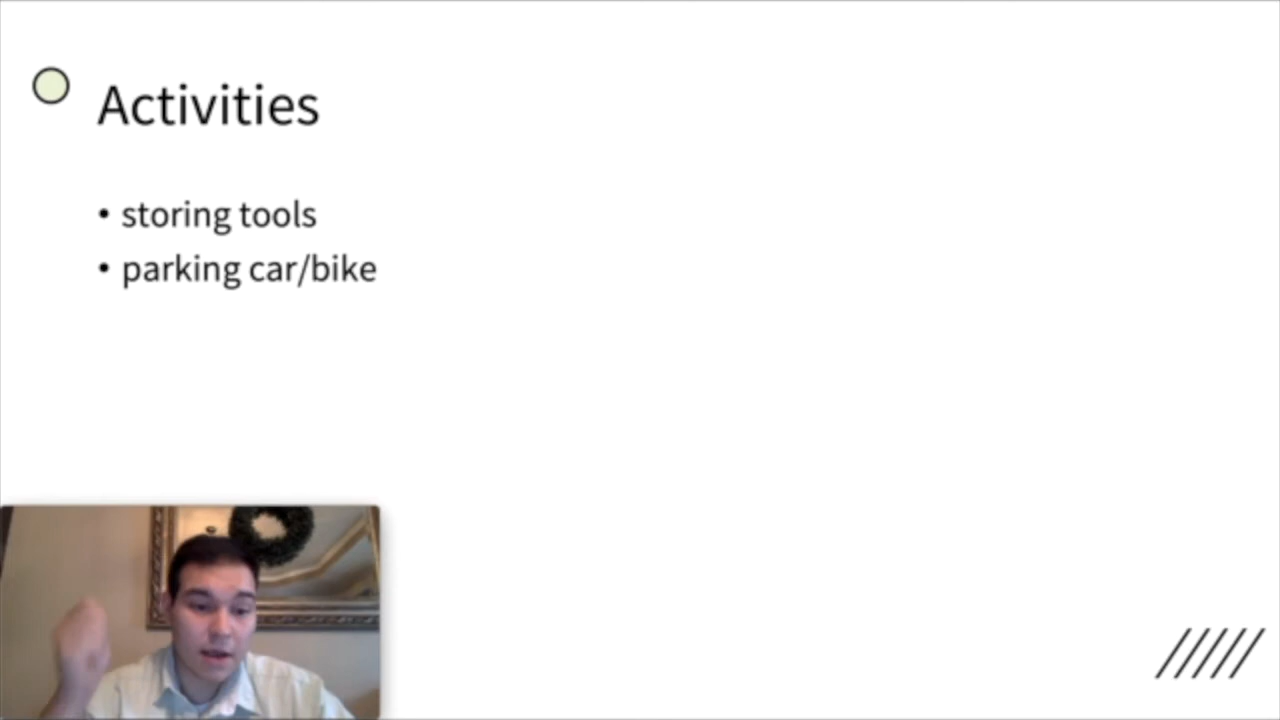 Activities
• storing tools
• parking car/bike